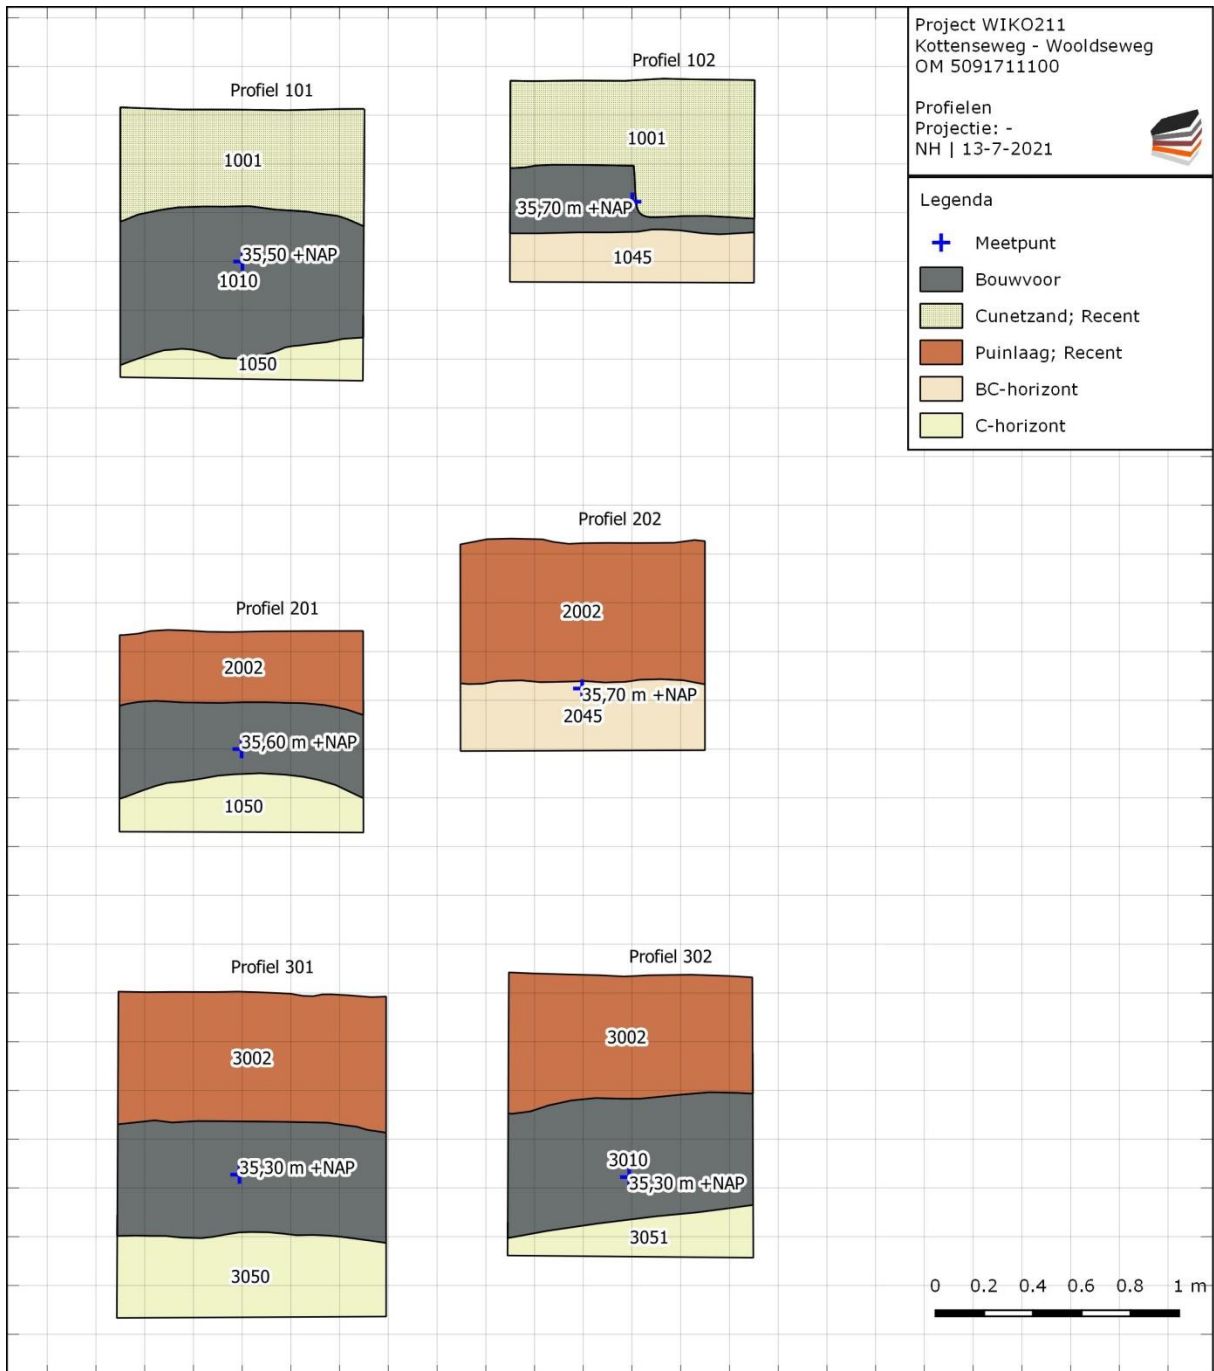 Project WIKO211
Kottenseweg - Wooldseweg
OM 5091711100
Profielen
Projectie: -
NH | 13-7-2021
Legenda
Meetpunt
Bouwvoor
Cunetzand; Recent
Puinlaag; Recent
BC-horizont
C-horizont
Profiel 101
1001
35,50 +NAP
1010
1050
Profiel 102
1001
35,70 m +NAP
1045
Profiel 201
2002
35,60 m +NAP
1050
Profiel 202
2002
35,70 m +NAP
2045
Profiel 301
3002
35,30 m +NAP
3050
Profiel 302
3002
3010
35,30 m +NAP
3051
0 0.2 0.4 0.6 0.8 1 m